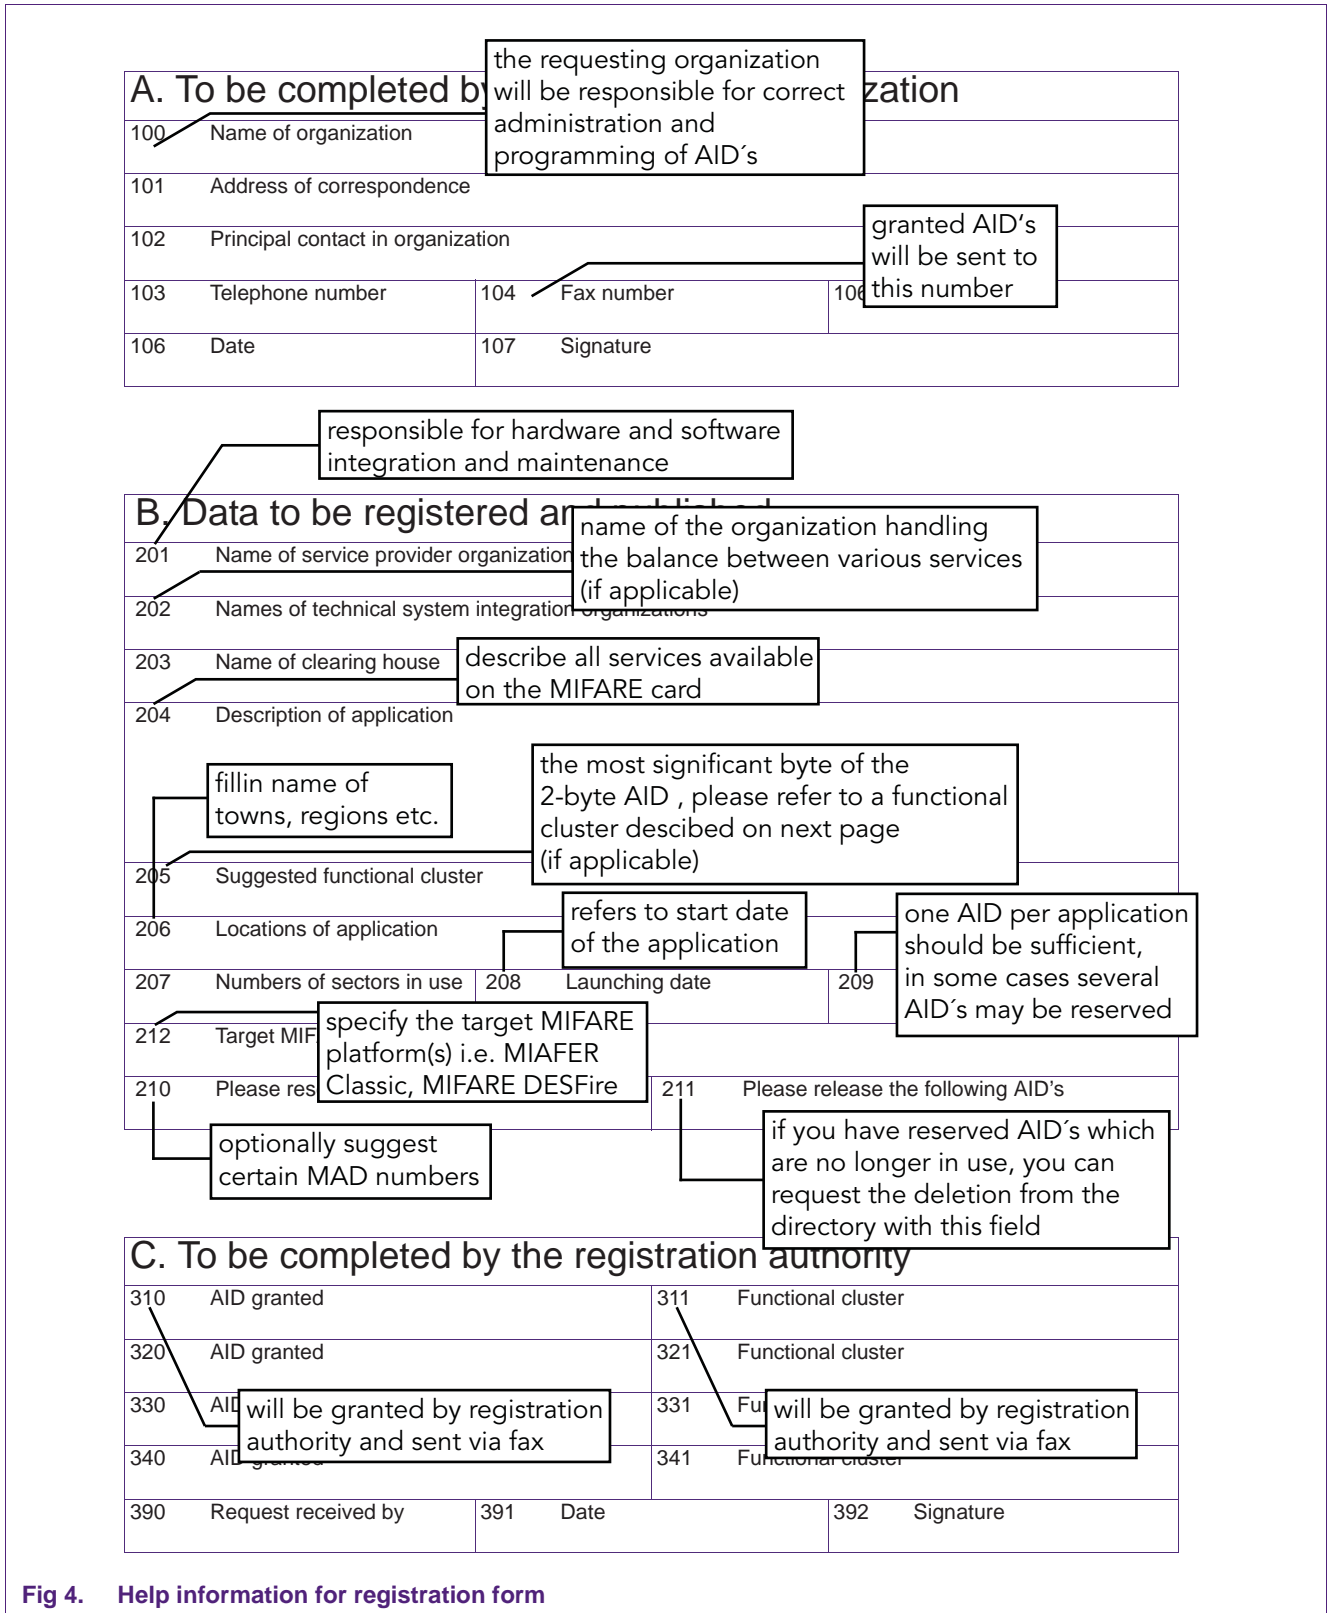 the requesting organization
will be responsible for correct
administration and
programming of AID´s
A. To be completed by zation
100 Name of organization
101 Address of correspondence
granted AID's
will be sent to
this number
102 Principal contact in organization
103 Telephone number 104 Fax number 106
106 Date 107 Signature
responsible for hardware and software
integration and maintenance
B. Data to be registered and published
name of the organization handling
the balance between various services
(if applicable)
201 Name of service provider organization
202 Names of technical system integration organizations
203 Name of clearing house
describe all services available
on the MIFARE card
204 Description of application
fillin name of
towns, regions etc.
the most significant byte of the
2-byte AID , please refer to a functional
cluster descibed on next page
(if applicable)
205 Suggested functional cluster
refers to start date
of the application
one AID per application
should be sufficient,
in some cases several
AID´s may be reserved
206 Locations of application
207 Numbers of sectors in use 208 Launching date 209
specify the target MIFARE
platform(s) i.e. MIAFER
Classic, MIFARE DESFire
212 Target MIF
210 Please res 211 Please release the following AID's
optionally suggest
certain MAD numbers
if you have reserved AID´s which
are no longer in use, you can
request the deletion from the
directory with this field
C. To be completed by the registration authority
310 AID granted 311 Functional cluster
320 AID granted 321 Functional cluster
330 AID 331 Fu
will be granted by registration
authority and sent via fax
will be granted by registration
authority and sent via fax
340 AID granted 341 Functional cluster
390 Request received by 391 Date 392 Signature
Fig 4. Help information for registration form